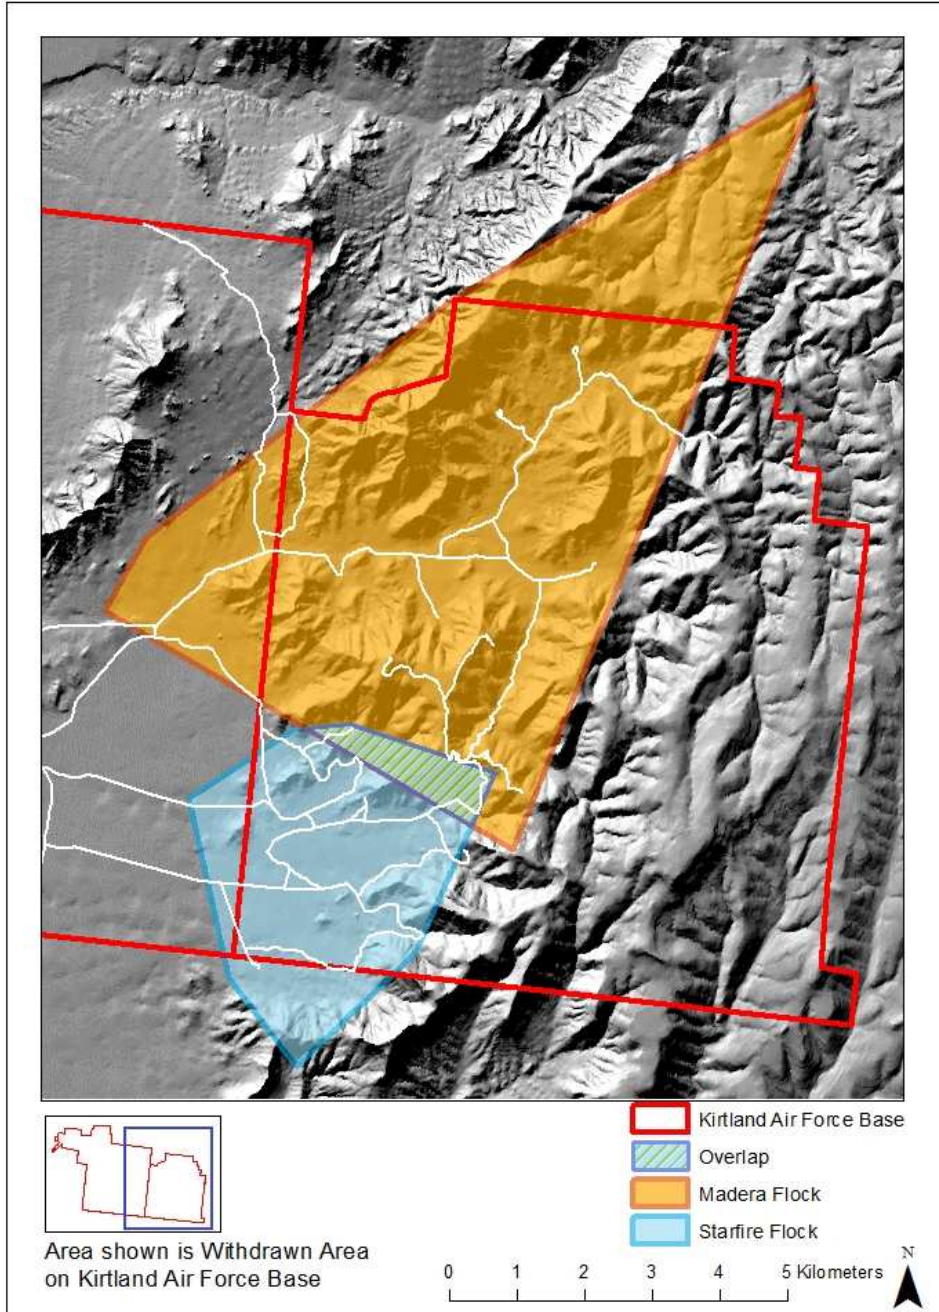 Kirtland Air Force Base
Overlap
Madera Flock
Starfire Flock
Area shown is Withdrawn Area
on Kirtland Air Force Base
0 1 2 3 4 5 Kilometers
N